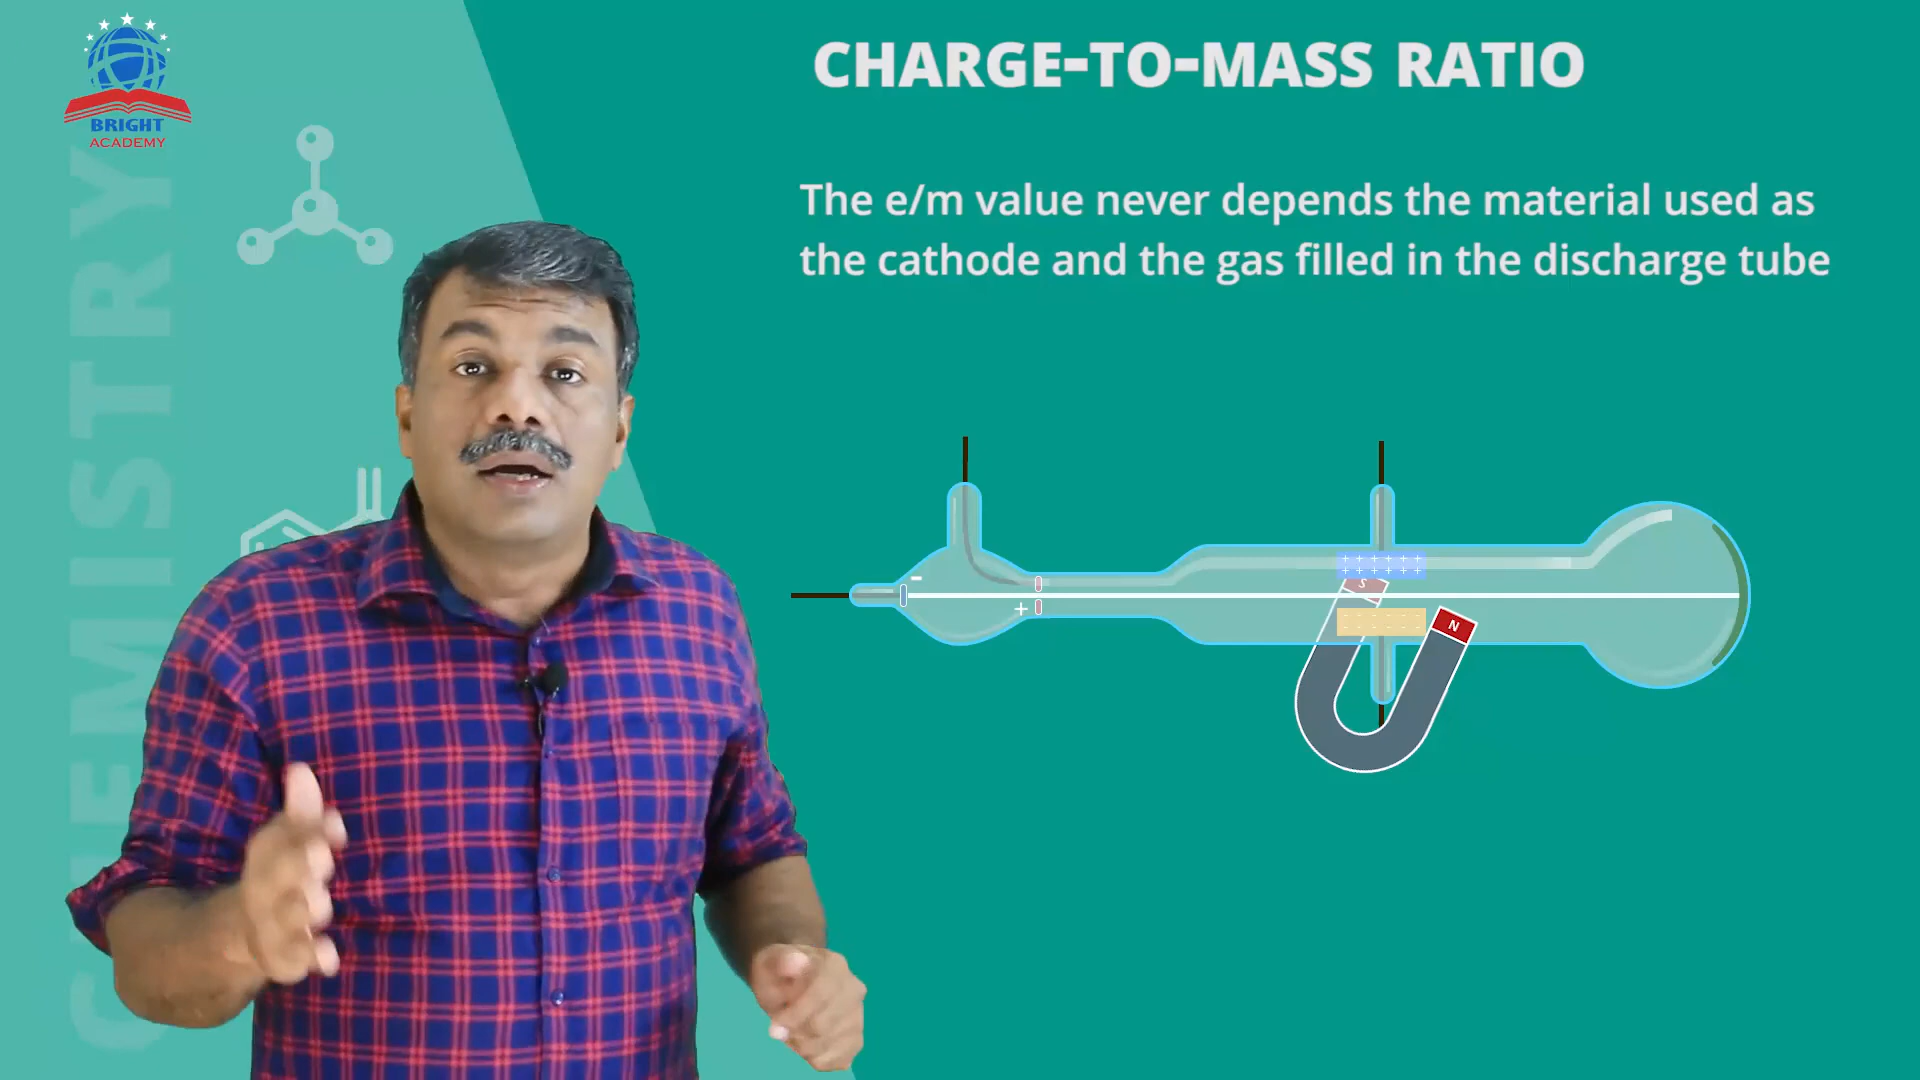 BRIGHT
ACADEMY
CHEMISTRY
CHARGE-TO-MASS RATIO
The e/m value never depends the material used as
the cathode and the gas filled in the discharge tube
-
+
S
N